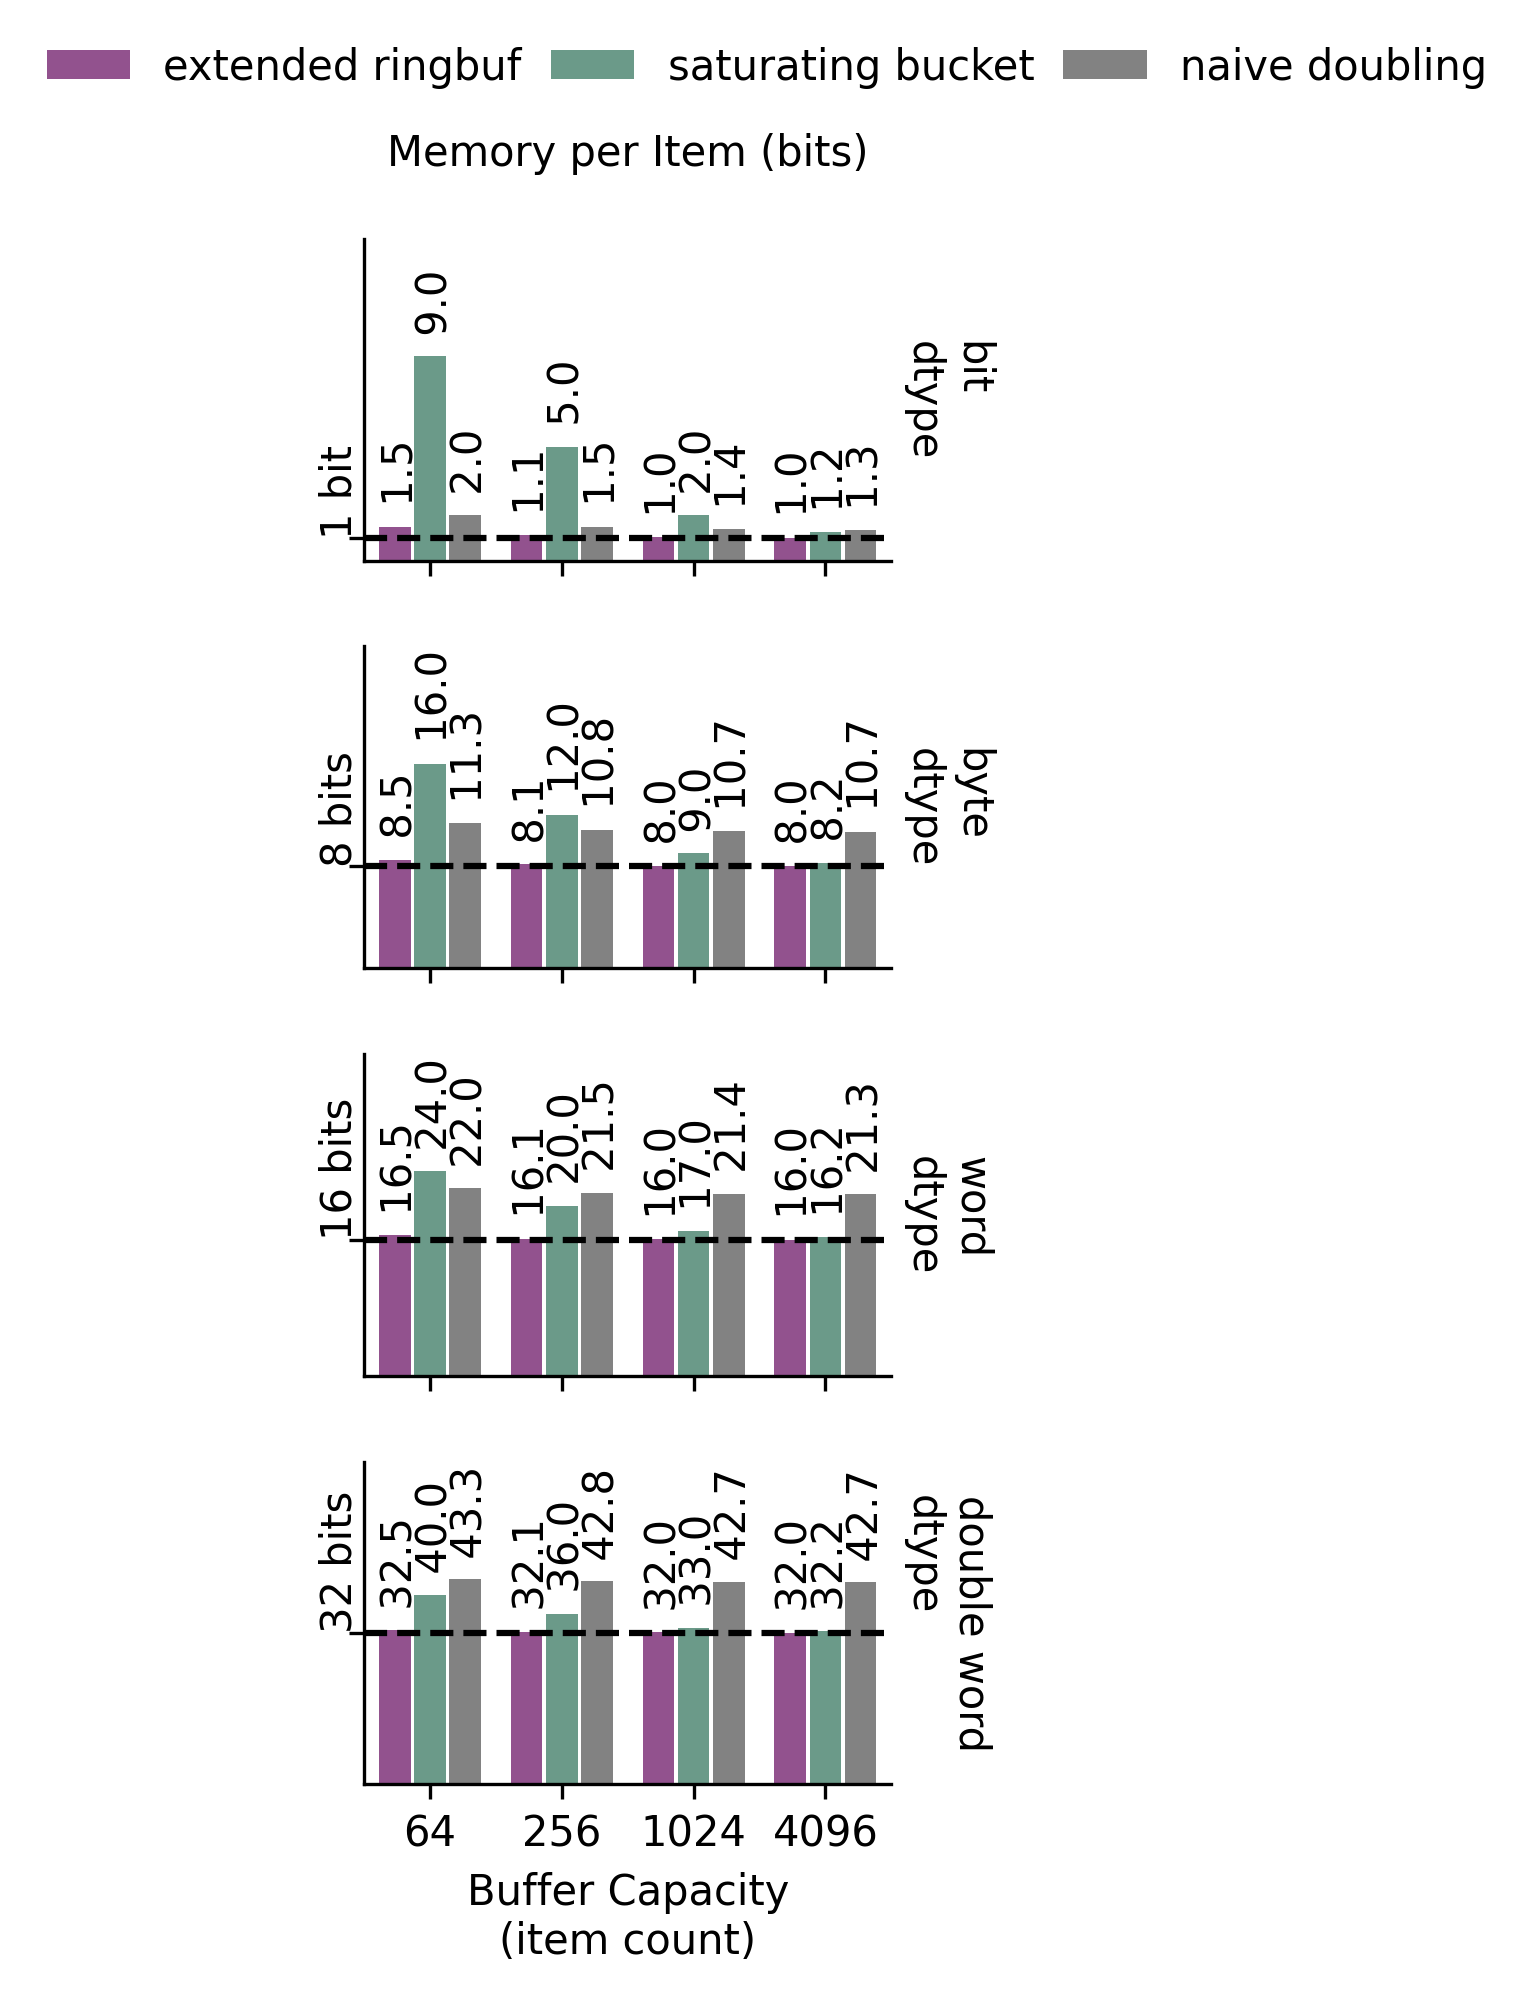 extended ringbuf saturating bucket naive doubling
Memory per Item (bits)
1 bit
1.5 9.0 2.0 1.1 5.0 1.5 1.0 2.0 1.4 1.0 1.2 1.3
bit
dtype
8 bits
8.5 16.0 11.3 8.1 12.0 10.8 8.0 9.0 10.7 8.0 8.2 10.7
byte
dtype
16 bits
16.5 24.0 22.0 16.1 20.0 21.5 16.0 17.0 21.4 16.0 16.2 21.3
word
dtype
32 bits
32.5 40.0 43.3 32.1 36.0 42.8 32.0 33.0 42.7 32.0 32.2 42.7
double word
dtype
64 256 1024 4096
Buffer Capacity
(item count)